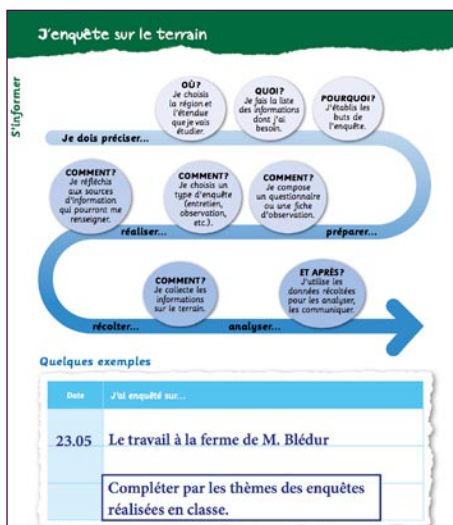 J'enquête sur le terrain
S'informer
OÙ?
Je choisis
la région et
l'étendue
que je vais
étudier.
QUOI?
Je fais la liste
des informations
dont j'ai
besoin.
POURQUOI?
J'établis les
buts de
l'enquête.
Je dois préciser...
COMMENT?
Je réfléchis
aux sources
d'information
qui pourront me
renseigner.
COMMENT?
Je choisis un
type d'enquête
(entretien,
observation,
etc.).
COMMENT?
Je compose
un questionnaire
ou une fiche
d'observation.
réaliser...
préparer...
COMMENT?
Je collecte les
informations
sur le terrain.
ET APRÈS?
J'utilise les
données récoltées
pour les analyser,
les communiquer.
récolter...
analyser...
Quelques exemples
Date
J'ai enquêté sur...
23.05 Le travail à la ferme de M. Blédur
Compléter par les thèmes des enquêtes
réalisées en classe.